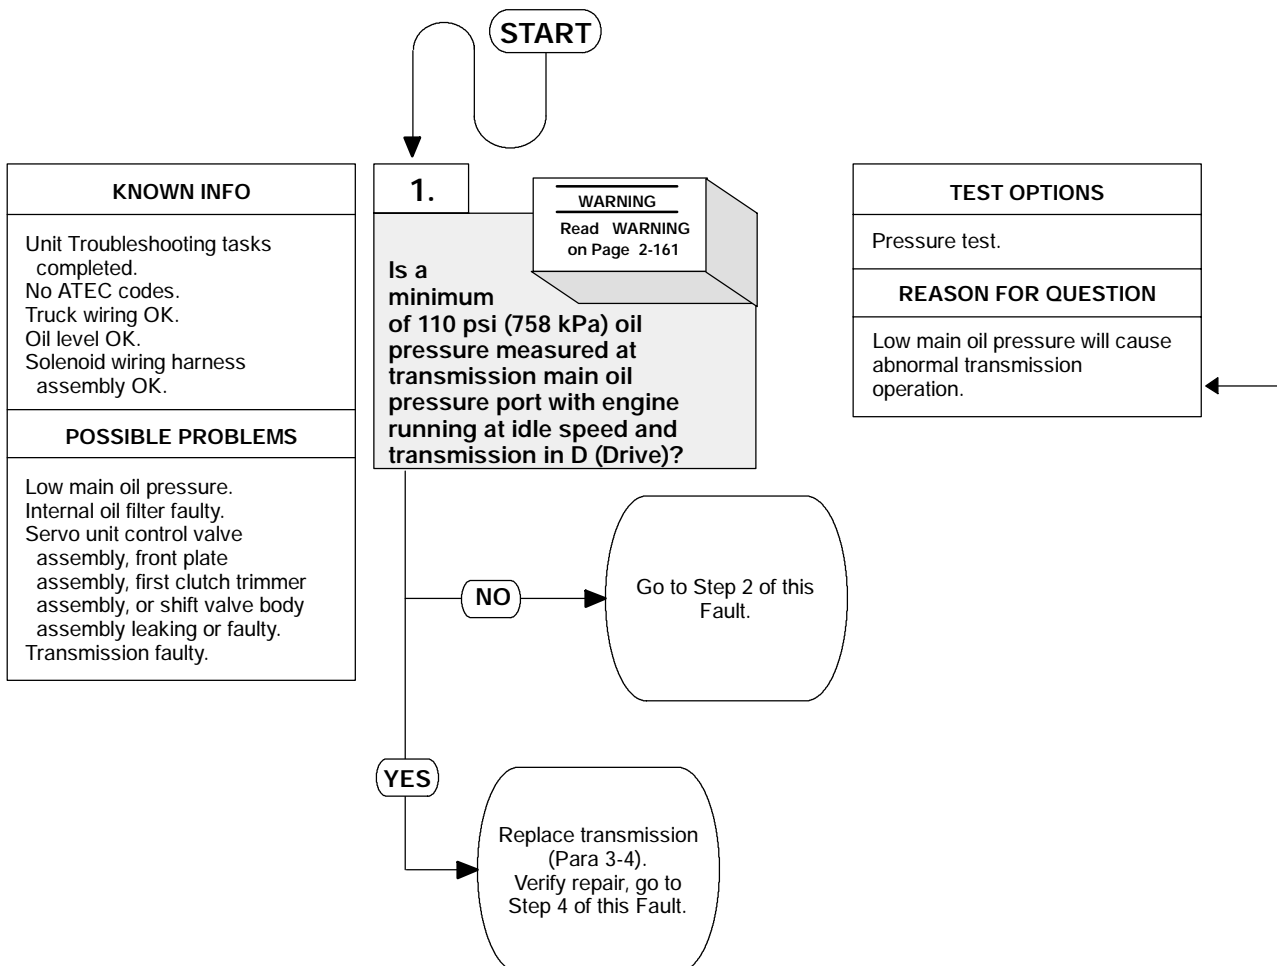 START
KNOWN INFO
Unit Troubleshooting tasks
completed.
No ATEC codes.
Truck wiring OK.
Oil level OK.
Solenoid wiring harness
assembly OK.
POSSIBLE PROBLEMS
Low main oil pressure.
Internal oil filter faulty.
Servo unit control valve
assembly, front plate
assembly, first clutch trimmer
assembly, or shift valve body
assembly leaking or faulty.
Transmission faulty.
1.
WARNING
Read WARNING
on Page 2-161
Is a
minimum
of 110 psi (758 kPa) oil
pressure measured at
transmission main oil
pressure port with engine
running at idle speed and
transmission in D (Drive)?
TEST OPTIONS
Pressure test.
REASON FOR QUESTION
Low main oil pressure will cause
abnormal transmission
operation.
NO
Go to Step 2 of this
Fault.
YES
Replace transmission
(Para 3-4).
Verify repair, go to
Step 4 of this Fault.